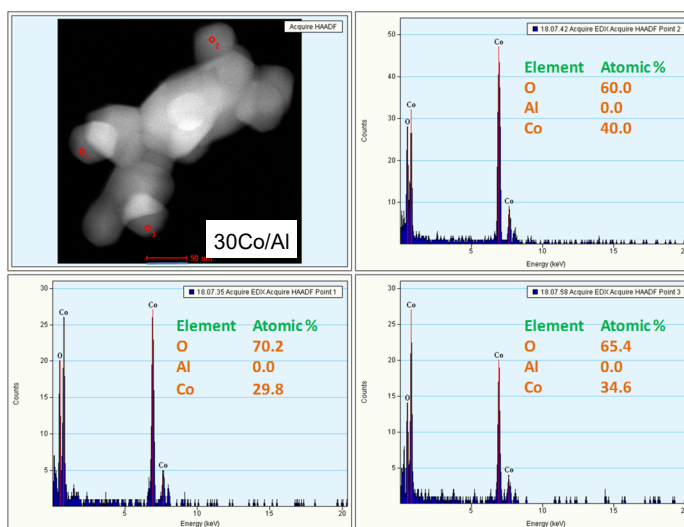 Acquire HAADF
2
1
3
30Co/Al
50 nm
18.07.42 Acquire EDX Acquire HAADF Point 2
Counts
50
40
30
20
10
Co
Co
O
Co
Element Atomic %
O 60.0
Al 0.0
Co 40.0
5 10 15 20
Energy (keV)
18.07.35 Acquire EDX Acquire HAADF Point 1
Counts
30
25
20
15
10
5
Co
Co
O
Co
Element Atomic %
O 70.2
Al 0.0
Co 29.8
5 10 15 20
Energy (keV)
18.07.58 Acquire EDX Acquire HAADF Point 3
Counts
30
25
20
15
10
5
Co
Co
O
Co
Element Atomic %
O 65.4
Al 0.0
Co 34.6
5 10 15 20
Energy (keV)